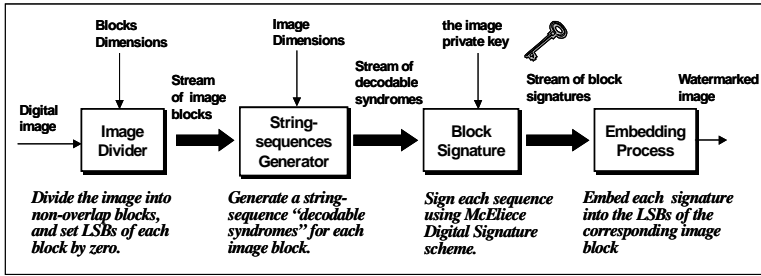 Blocks
Dimensions
Image
Dimensions
the image
private key
Digital
image
Stream
of image
blocks
Stream of
decodable
syndromes
Stream of block
signatures
Watermarked
image
Image
Divider
String-
sequences
Generator
Block
Signature
Embedding
Process
Divide the image into
non-overlap blocks,
and set LSBs of each
block by zero.
Generate a string-
sequence “decodable
syndromes” for each
image block.
Sign each sequence
using McEliece
Digital Signature
scheme.
Embed each signature
into the LSBs of the
corresponding image
block